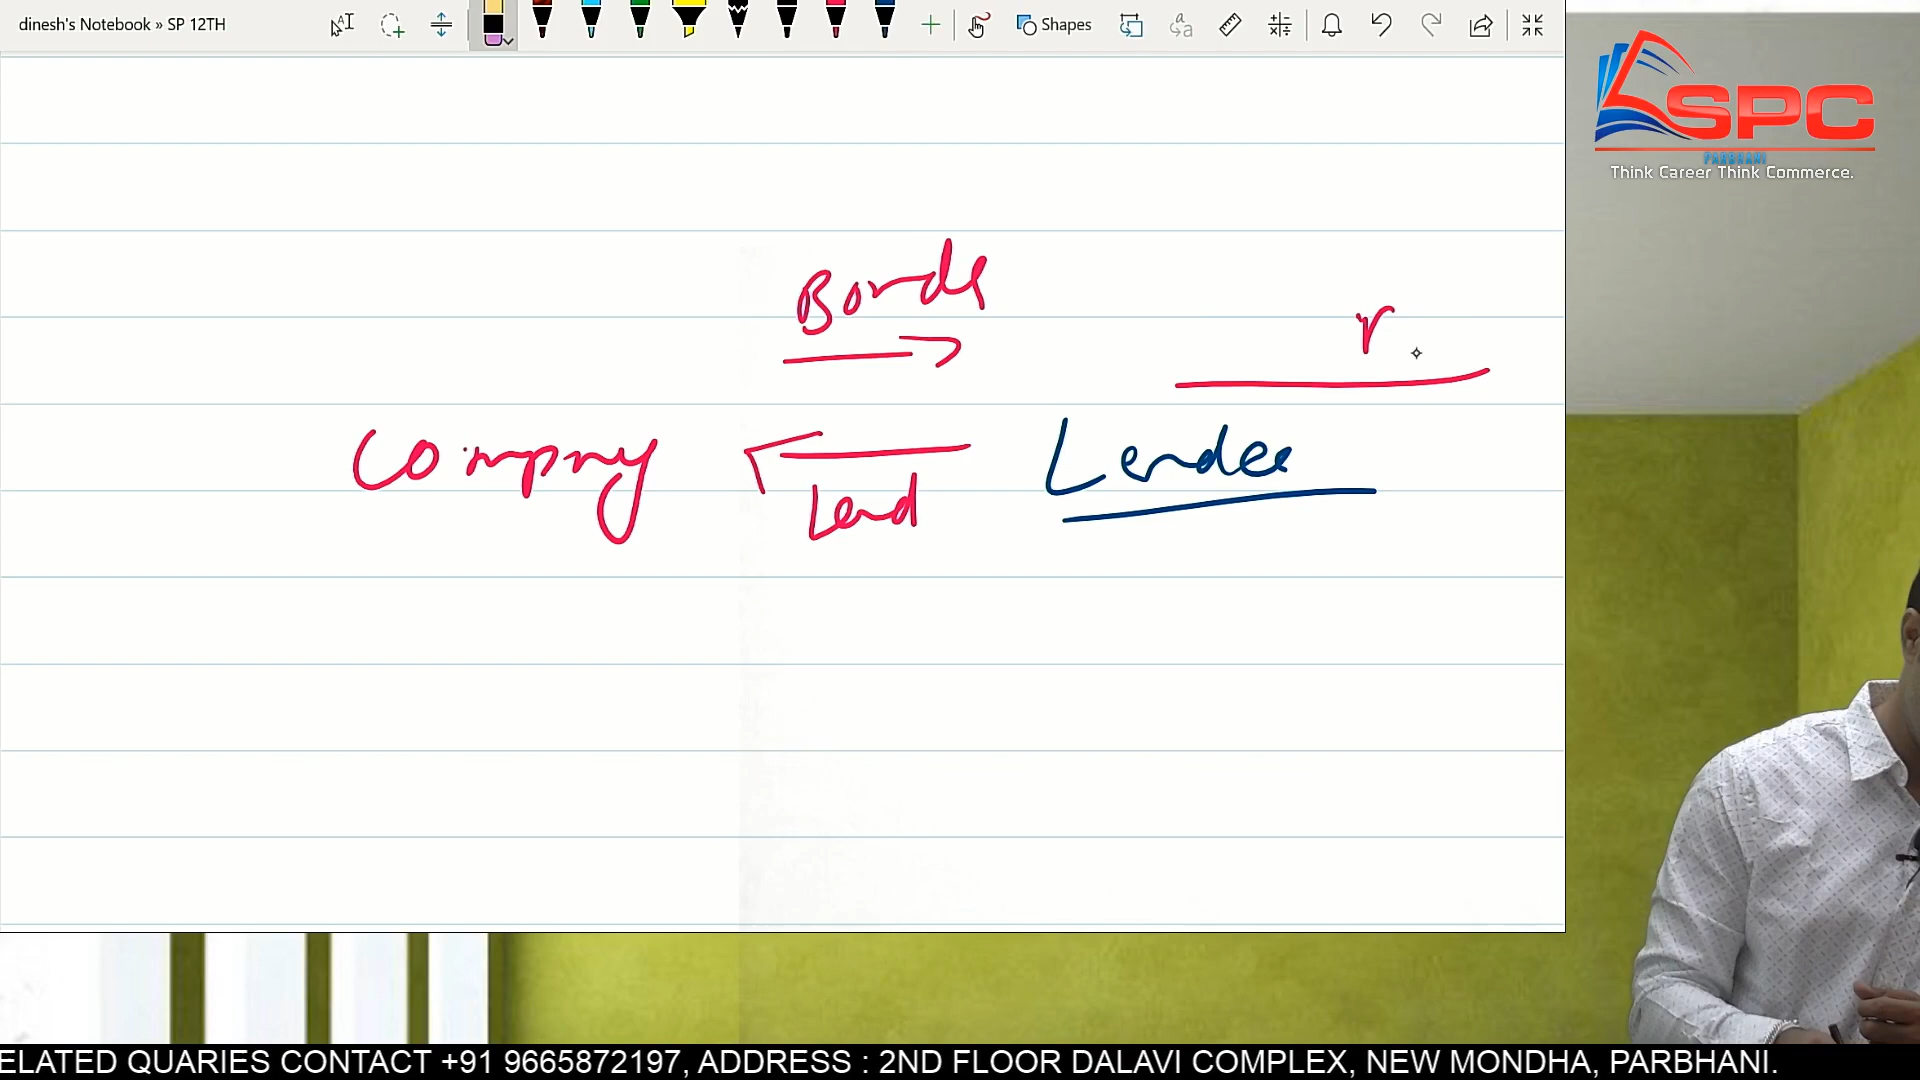 dinesh's Notebook » SP 12TH
Shapes
SPC
PARBHANI
Think Career Think Commerce.
Bonds
r
Company
Lender
Lend
ELATED QUARIES CONTACT +91 9665872197, ADDRESS : 2ND FLOOR DALAVI COMPLEX, NEW MONDHA, PARBHANI.